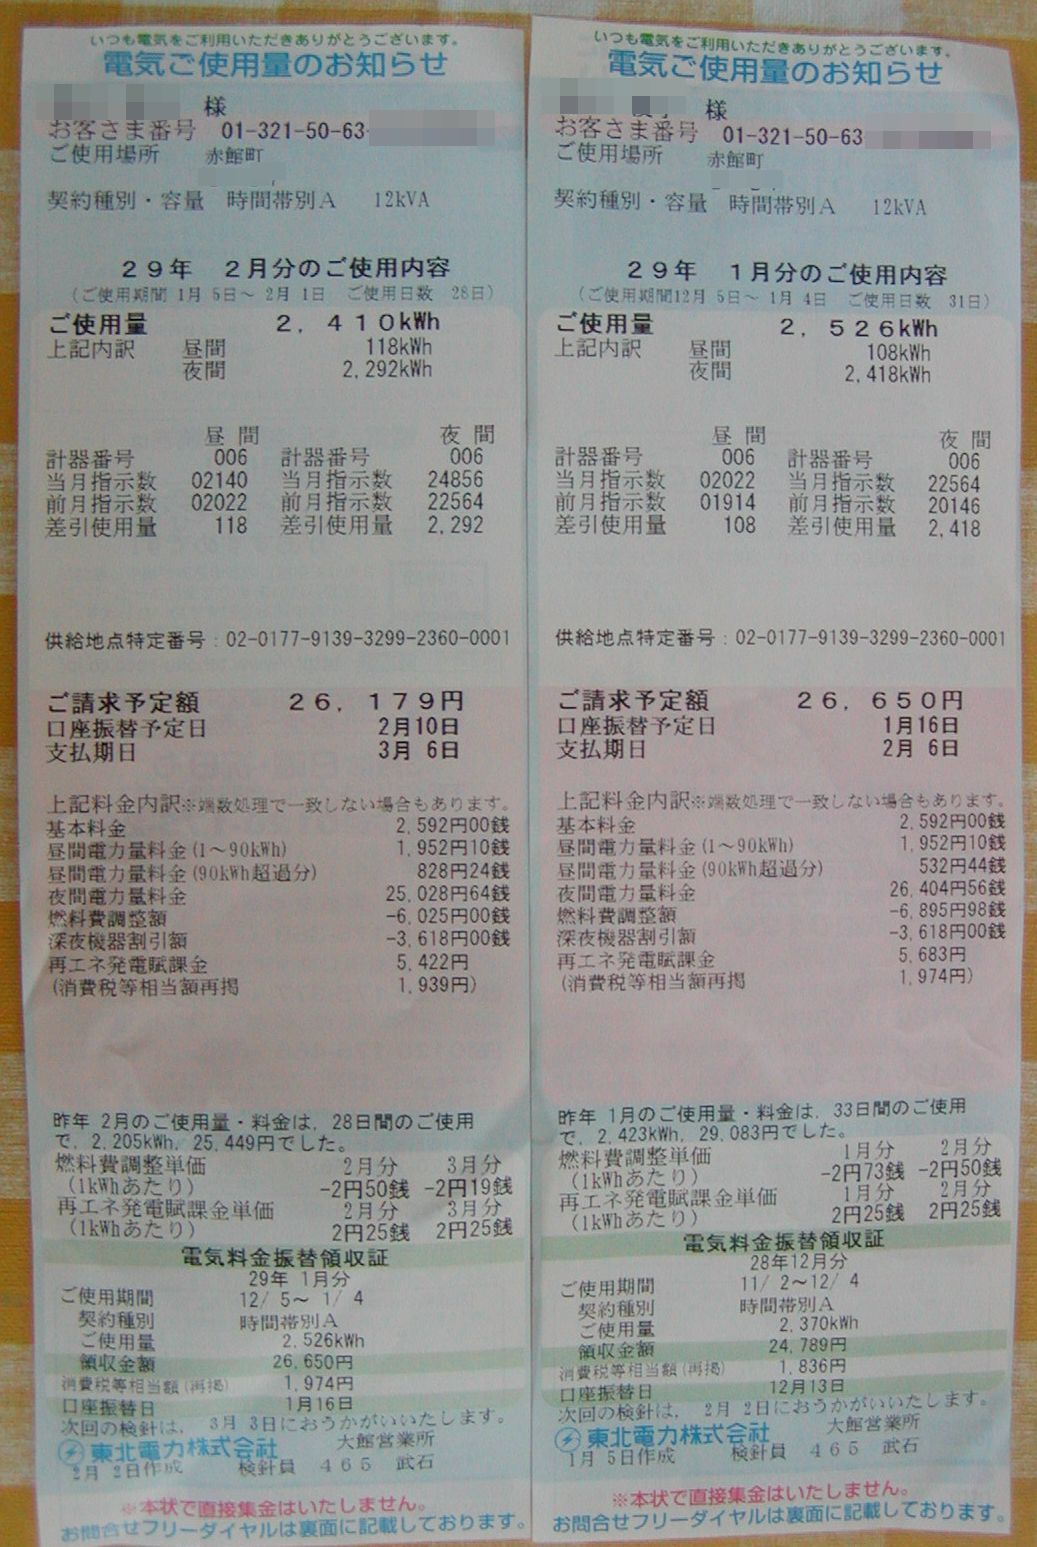 いつも電気をご利用いただきありがとうございます。
電気ご使用量のお知らせ
様
お客さま番号 01-321-50-63-
ご使用場所 赤館町
契約種別・容量 時間帯別A 12kVA
29年 2月分のご使用内容
(ご使用期間 1月 5日〜 2月 1日 ご使用日数 28日)
ご使用量 2,410kWh
上記内訳 昼間 118kWh
夜間 2,292kWh
昼間 夜間
計器番号 006 計器番号 006
当月指示数 02140 当月指示数 24856
前月指示数 02022 前月指示数 22564
差引使用量 118 差引使用量 2,292
供給地点特定番号:02-0177-9139-3299-2360-0001
ご請求予定額 26,179円
口座振替予定日 2月10日
支払期日 3月 6日
上記料金内訳※端数処理で一致しない場合もあります。
基本料金 2,592円00銭
昼間電力量料金(1〜90kWh) 1,952円10銭
昼間電力量料金(90kWh超過分) 828円24銭
夜間電力量料金 25,028円64銭
燃料費調整額 -6,025円00銭
深夜機器割引額 -3,618円00銭
再エネ発電賦課金 5,422円
(消費税等相当額再掲 1,939円)
昨年 2月のご使用量・料金は,28日間のご使用
で,2,205kWh,25,449円でした。
燃料費調整単価 2月分 3月分
(1kWhあたり) -2円50銭 -2円19銭
再エネ発電賦課金単価 2月分 3月分
(1kWhあたり) 2円25銭 2円25銭
電気料金振替領収証
29年 1月分
ご使用期間 12/ 5〜 1/ 4
契約種別 時間帯別A
ご使用量 2,526kWh
領収金額 26,650円
消費税等相当額(再掲) 1,974円
口座振替日 1月16日
次回の検針は, 3月 3日におうかがいいたします。
東北電力株式会社 大館営業所
2月 2日作成 検針員 465 武石
※本状で直接集金はいたしません。
お問合せフリーダイヤルは裏面に記載しております。
いつも電気をご利用いただきありがとうございます。
電気ご使用量のお知らせ
様
お客さま番号 01-321-50-63
ご使用場所 赤館町
契約種別・容量 時間帯別A 12kVA
29年 1月分のご使用内容
(ご使用期間12月 5日〜 1月 4日 ご使用日数 31日)
ご使用量 2,526kWh
上記内訳 昼間 108kWh
夜間 2,418kWh
昼間 夜間
計器番号 006 計器番号 006
当月指示数 02022 当月指示数 22564
前月指示数 01914 前月指示数 20146
差引使用量 108 差引使用量 2,418
供給地点特定番号:02-0177-9139-3299-2360-0001
ご請求予定額 26,650円
口座振替予定日 1月16日
支払期日 2月 6日
上記料金内訳※端数処理で一致しない場合もあります。
基本料金 2,592円00銭
昼間電力量料金(1〜90kWh) 1,952円10銭
昼間電力量料金(90kWh超過分) 532円44銭
夜間電力量料金 26,404円56銭
燃料費調整額 -6,895円98銭
深夜機器割引額 -3,618円00銭
再エネ発電賦課金 5,683円
(消費税等相当額再掲 1,974円)
昨年 1月のご使用量・料金は,33日間のご使用
で,2,423kWh,29,083円でした。
燃料費調整単価 1月分 2月分
(1kWhあたり) -2円73銭 -2円50銭
再エネ発電賦課金単価 1月分 2月分
(1kWhあたり) 2円25銭 2円25銭
電気料金振替領収証
28年12月分
ご使用期間 11/ 2〜12/ 4
契約種別 時間帯別A
ご使用量 2,370kWh
領収金額 24,789円
消費税等相当額(再掲) 1,836円
口座振替日 12月13日
次回の検針は, 2月 2日におうかがいいたします。
東北電力株式会社 大館営業所
1月 5日作成 検針員 465 武石
※本状で直接集金はいたしません。
お問合せフリーダイヤルは裏面に記載しております。